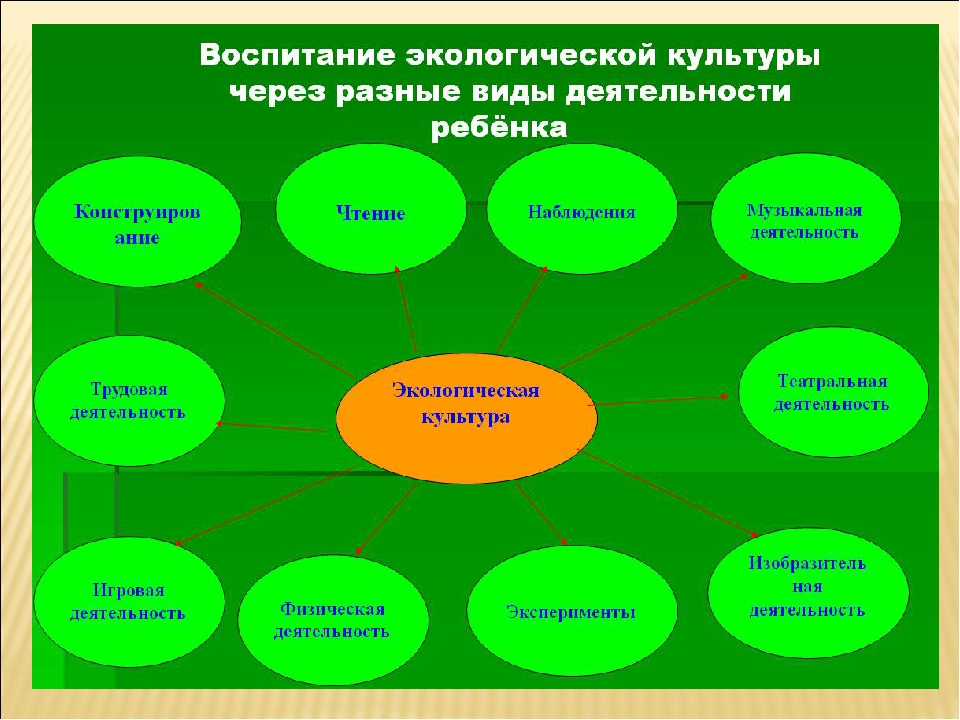 Воспитание экологической культуры
через разные виды деятельности
ребёнка
Конструиров
ание
Чтение
Наблюдения
Музыкальная
деятельность
Трудовая
деятельность
Экологическая
культура
Театральная
деятельность
Игровая
деятельность
Физическая
деятельность
Эксперименты
Изобразитель
ная
деятельность